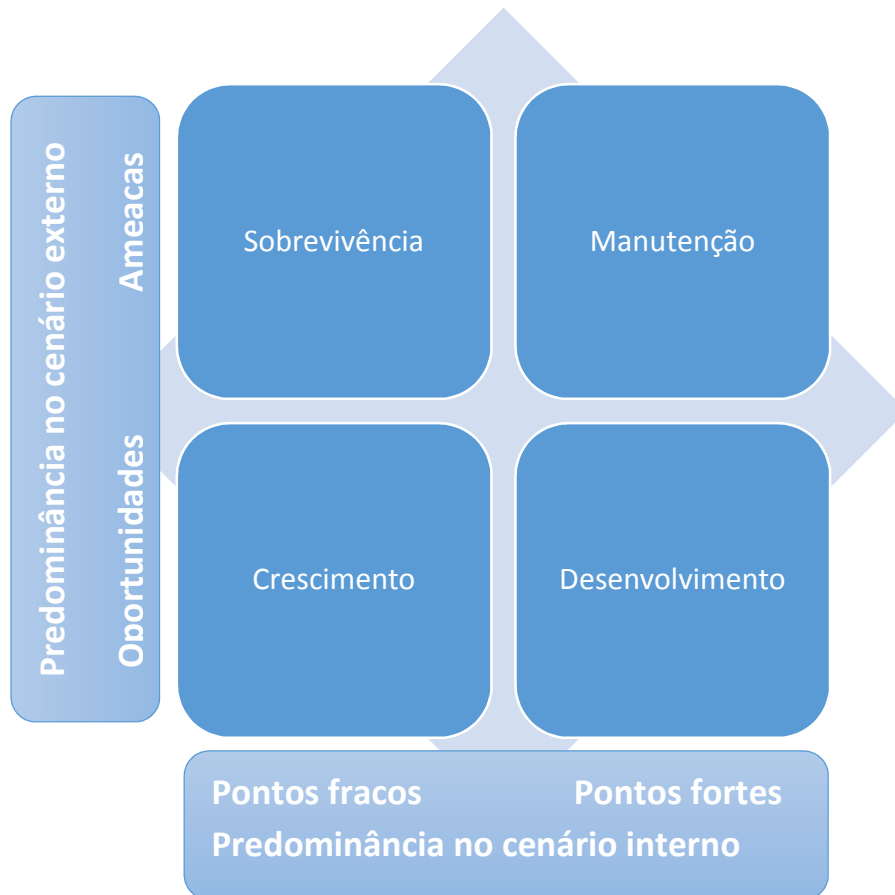 Predominância no cenário externo
Ameacas
Oportunidades
Sobrevivência
Manutenção
Crescimento
Desenvolvimento
Pontos fracos Pontos fortes
Predominância no cenário interno